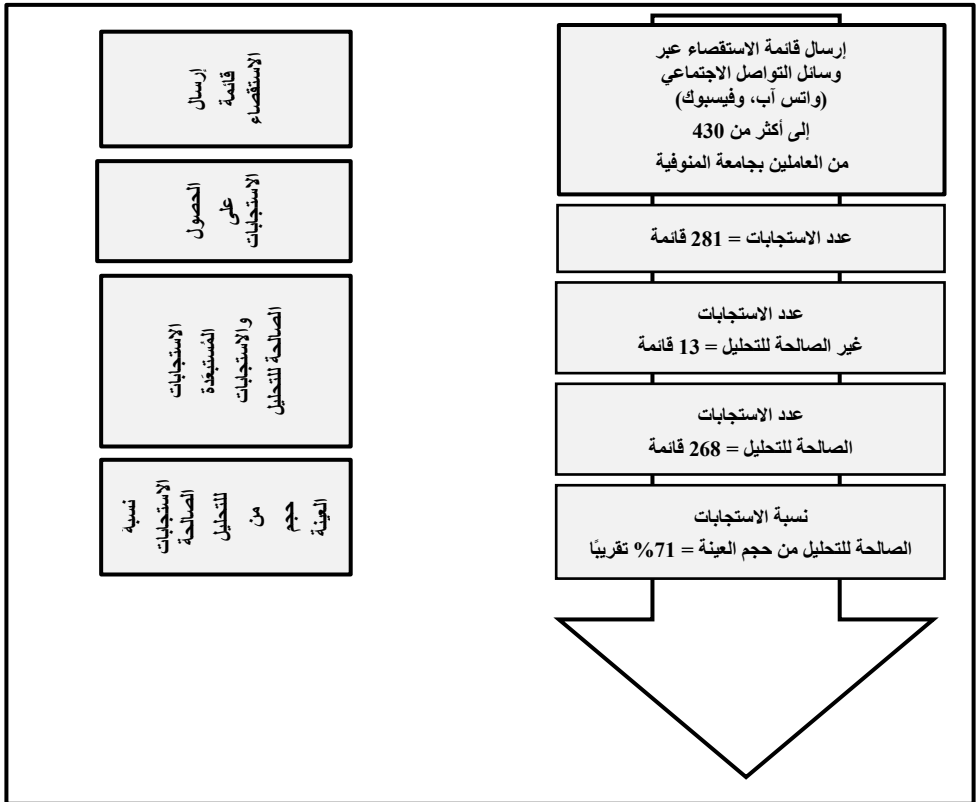 إرسال قائمة الاستقصاء عبر
وسائل التواصل الاجتماعي
(واتس آب، وفيسبوك)
إلى أكثر من 430
من العاملين بجامعة المنوفية
عدد الاستجابات = 281 قائمة
عدد الاستجابات
غير الصالحة للتحليل = 13 قائمة
عدد الاستجابات
الصالحة للتحليل = 268 قائمة
نسبة الاستجابات
الصالحة للتحليل من حجم العينة = 71% تقريبًا
إرسال
قائمة
الاستقصاء
الحصول
على
الاستجابات
الاستجابات
المُستبعَدة
والاستجابات
الصالحة للتحليل
نسبة
الاستجابات
الصالحة
للتحليل
من
حجم
العينة